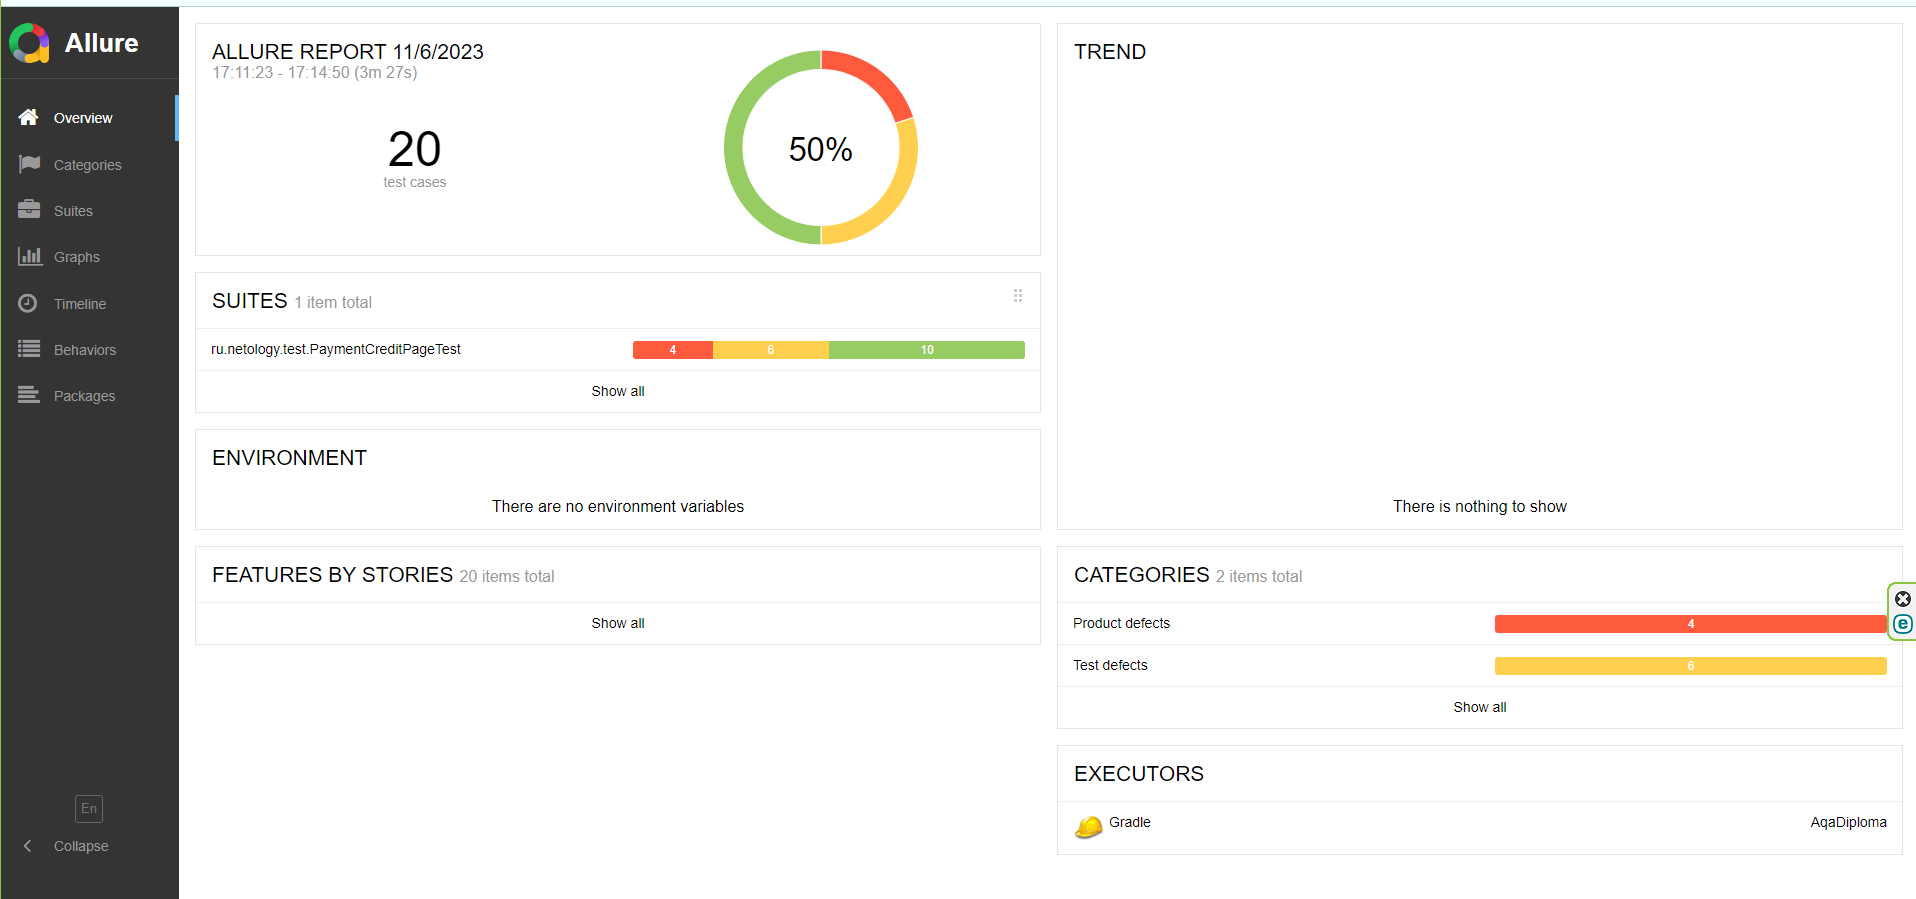 Allure
Overview
Categories
Suites
Graphs
Timeline
Behaviors
Packages
En
Collapse
ALLURE REPORT 11/6/2023
17:11:23 - 17:14:50 (3m 27s)
20
test cases
50%
SUITES 1 item total
ru.netology.test.PaymentCreditPageTest 4 6 10
Show all
ENVIRONMENT
There are no environment variables
FEATURES BY STORIES 20 items total
Show all
TREND
There is nothing to show
CATEGORIES 2 items total
Product defects 4
Test defects 6
Show all
EXECUTORS
Gradle AqaDiploma